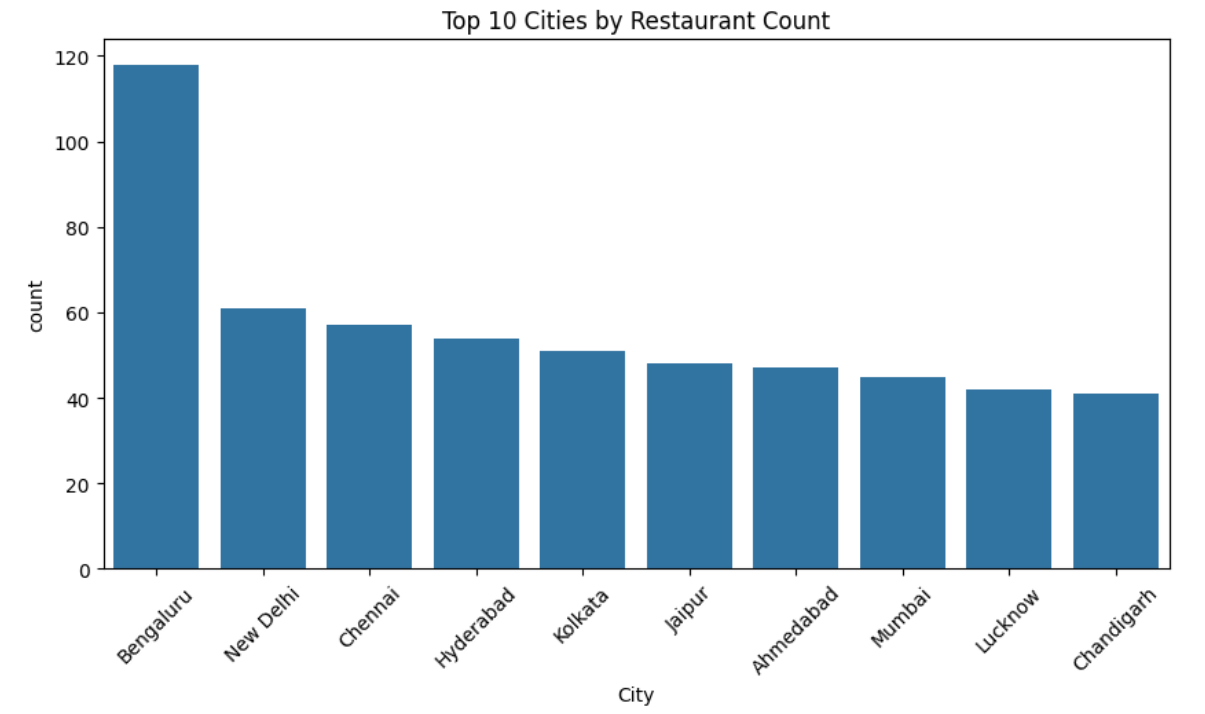 Top 10 Cities by Restaurant Count
120
100
80
60
40
20
0
count
Bengaluru
New Delhi
Chennai
Hyderabad
Kolkata
Jaipur
Ahmedabad
Mumbai
Lucknow
Chandigarh
City